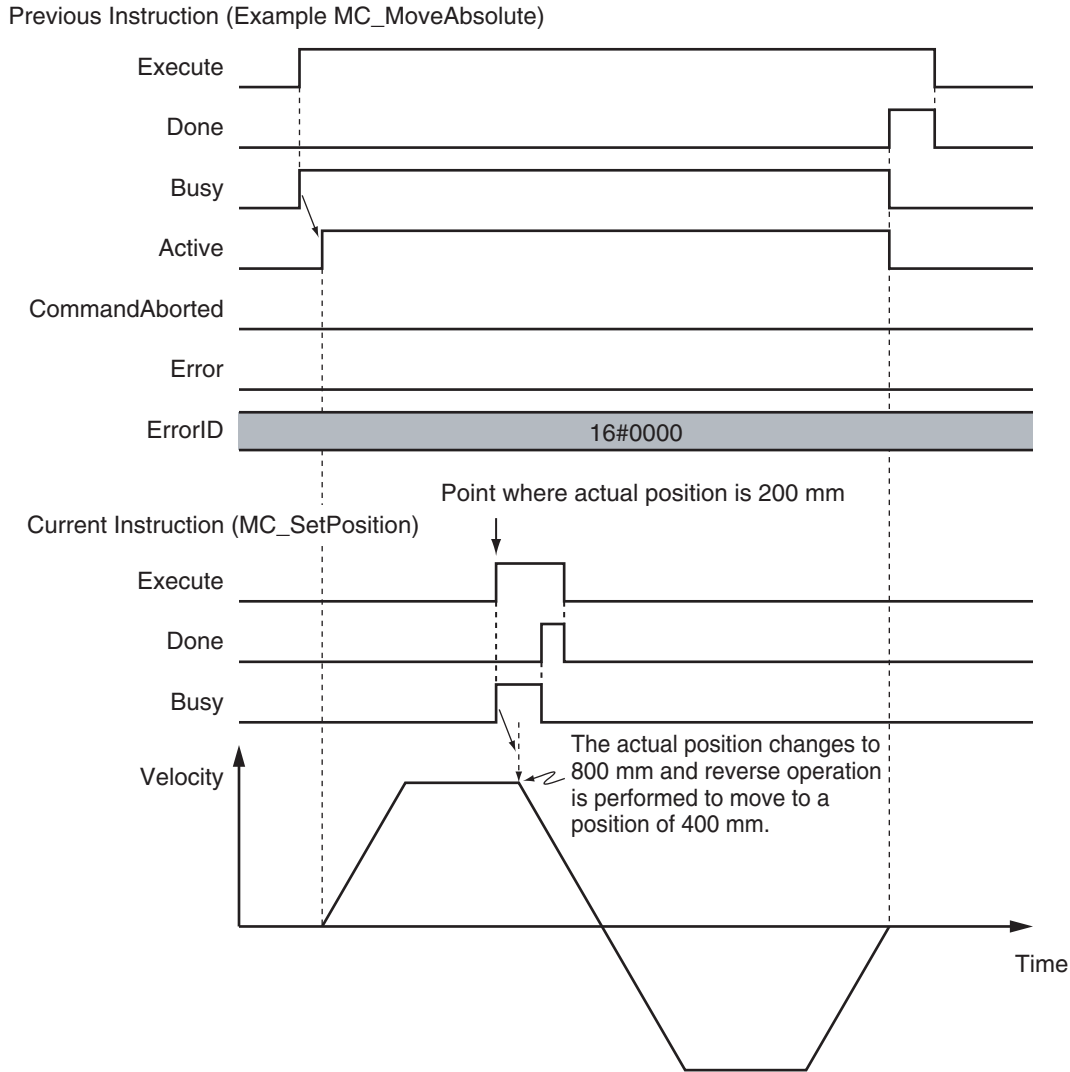 Previous Instruction (Example MC_MoveAbsolute)
Execute
Done
Busy
Active
CommandAborted
Error
ErrorID
16#0000
Point where actual position is 200 mm
Current Instruction (MC_SetPosition)
Execute
Done
Busy
The actual position changes to
800 mm and reverse operation
is performed to move to a
position of 400 mm.
Velocity
Time